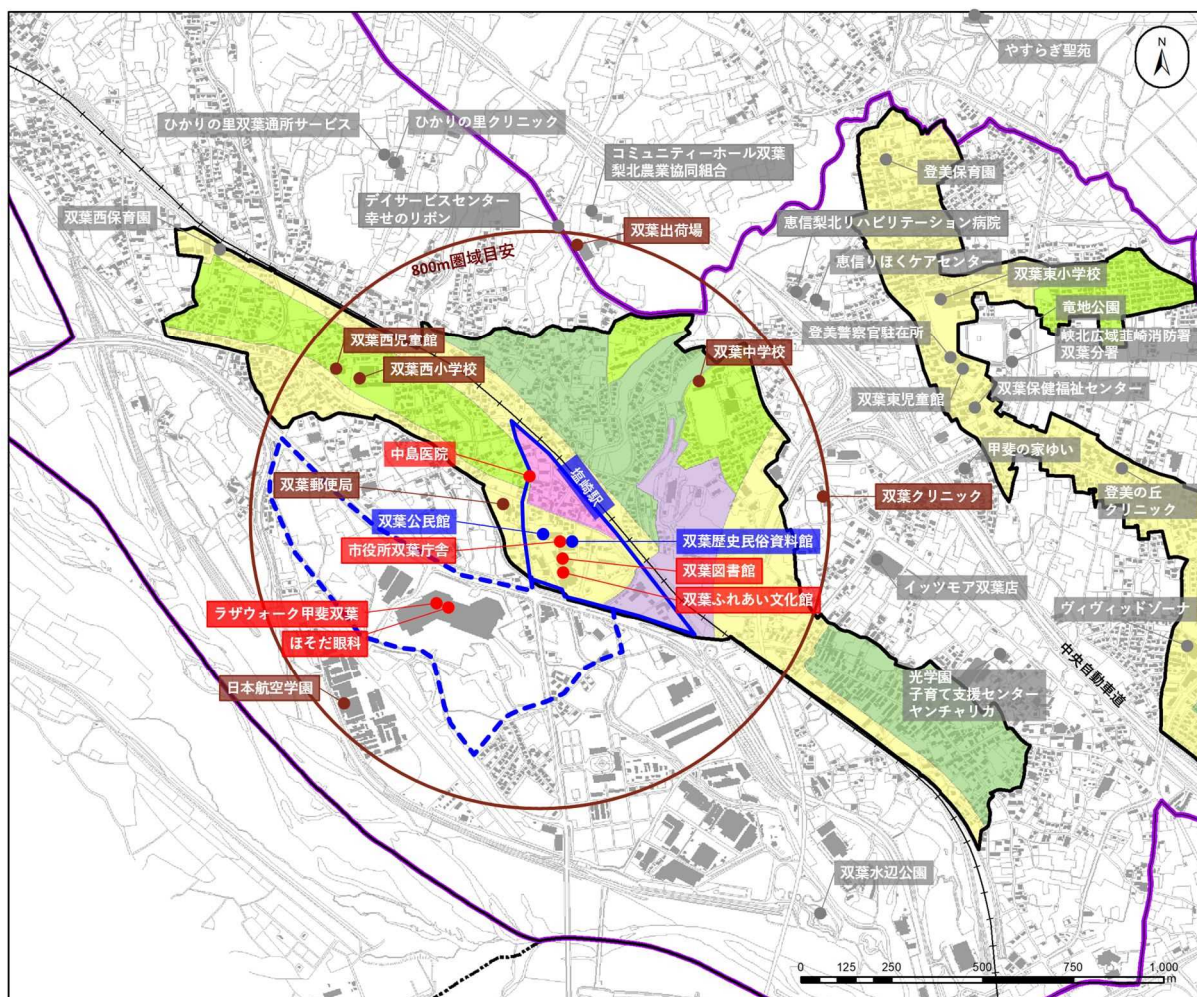 やすらぎ聖苑
N
ひかりの里双葉通所サービス
ひかりの里クリニック
コミュニティーホール双葉
梨北農業協同組合
登美保育園
双葉西保育園
デイサービスセンター
幸せのリボン
双葉出荷場
恵信梨北リハビリテーション病院
800m圏域目安
恵信りほくケアセンター
双葉東小学校
竜地公園
登美警察官駐在所
峡北広域韮崎消防署
双葉分署
双葉西児童館
双葉西小学校
双葉中学校
双葉保健福祉センター
双葉東児童館
中島医院
塩崎駅
甲斐の家ゆい
双葉郵便局
双葉クリニック
登美の丘
クリニック
双葉公民館
市役所双葉庁舎
双葉歴史民俗資料館
双葉図書館
双葉ふれあい文化館
イッツモア双葉店
ラザウォーク甲斐双葉
ほそだ眼科
ヴィヴィッドゾーナ
中央自動車道
日本航空学園
光学園
子育て支援センター
ヤンチャリカ
双葉水辺公園
0 125 250 500 750 1,000
m